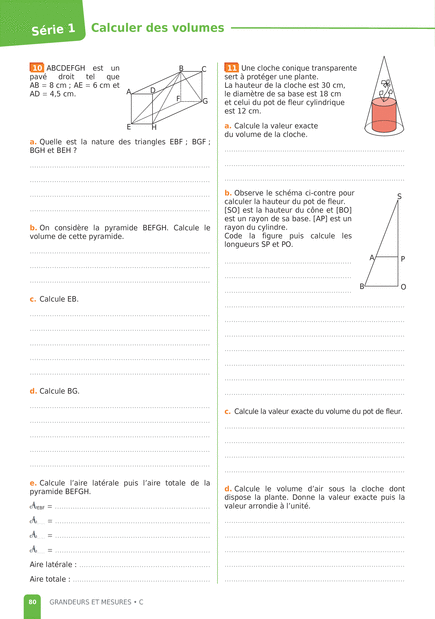 Série 1
Calculer des volumes
10 ABCDEFGH est un
pavé droit tel que
AB = 8 cm ; AE = 6 cm et
AD = 4,5 cm.
B
C
A
D
F
G
E
H
a. Quelle est la nature des triangles EBF ; BGF ;
BGH et BEH ?
b. On considère la pyramide BEFGH. Calcule le
volume de cette pyramide.
c. Calcule EB.
d. Calcule BG.
e. Calcule l'aire latérale puis l'aire totale de la
pyramide BEFGH.
𝒜EBF =
𝒜 =
𝒜 =
𝒜 =
Aire latérale :
Aire totale :
11 Une cloche conique transparente
sert à protéger une plante.
La hauteur de la cloche est 30 cm,
le diamètre de sa base est 18 cm
et celui du pot de fleur cylindrique
est 12 cm.
a. Calcule la valeur exacte
du volume de la cloche.
b. Observe le schéma ci-contre pour
calculer la hauteur du pot de fleur.
[SO] est la hauteur du cône et [BO]
est un rayon de sa base. [AP] est un
rayon du cylindre.
Code la figure puis calcule les
longueurs SP et PO.
S
A
P
B
O
c. Calcule la valeur exacte du volume du pot de fleur.
d. Calcule le volume d'air sous la cloche dont
dispose la plante. Donne la valeur exacte puis la
valeur arrondie à l'unité.
80 GRANDEURS ET MESURES • C